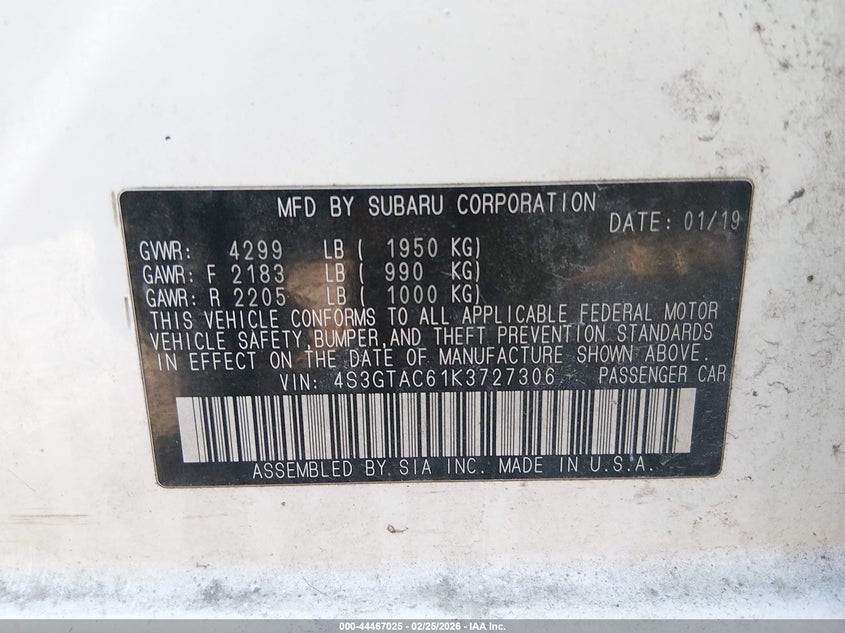 MFD BY SUBARU CORPORATION
DATE: 01/19
GVWR: 4299 LB ( 1950 KG)
GAWR: F 2183 LB ( 990 KG)
GAWR: R 2205 LB ( 1000 KG)
THIS VEHICLE CONFORMS TO ALL APPLICABLE FEDERAL MOTOR
VEHICLE SAFETY,BUMPER,AND THEFT PREVENTION STANDARDS
IN EFFECT ON THE DATE OF MANUFACTURE SHOWN ABOVE.
VIN: 4S3GTAC61K3727306 PASSENGER CAR
ASSEMBLED BY SIA INC. MADE IN U.S.A.
000-44467025 - 02/25/2026 - IAA Inc.